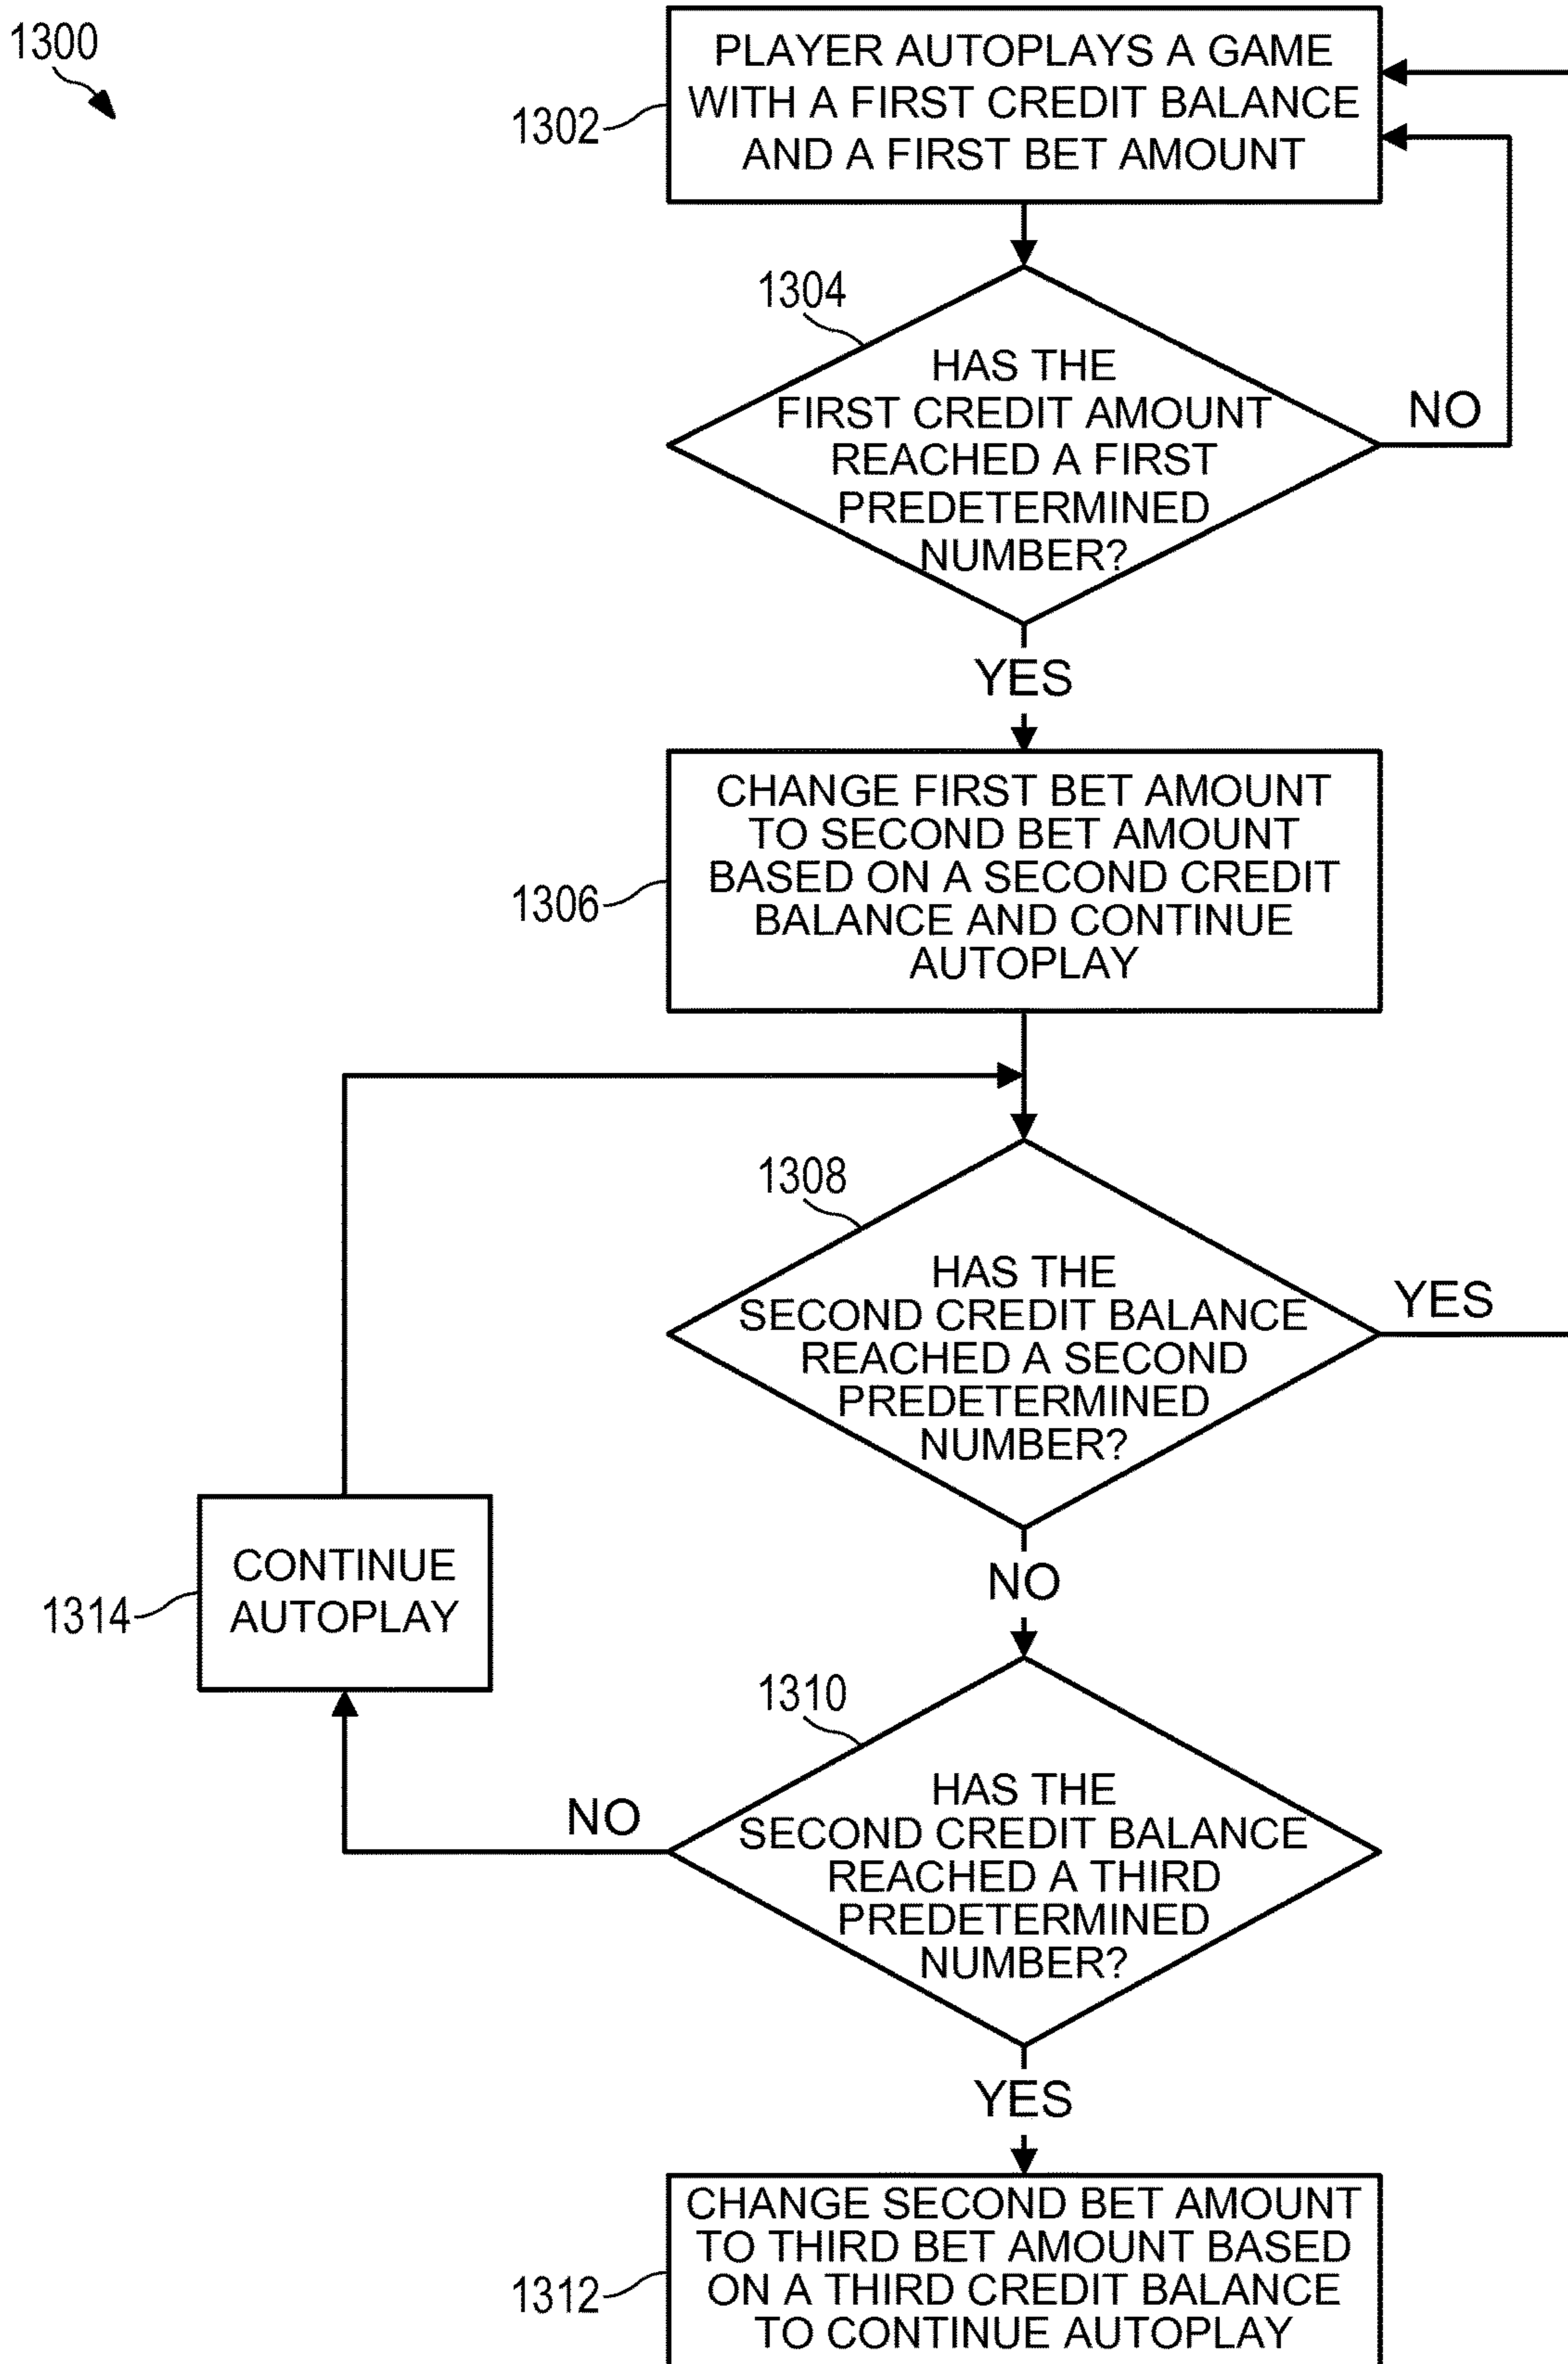 1300
PLAYER AUTOPLAYS A GAME
WITH A FIRST CREDIT BALANCE
AND A FIRST BET AMOUNT
1302
1304
HAS THE
FIRST CREDIT AMOUNT
REACHED A FIRST
PREDETERMINED
NUMBER?
NO
YES
CHANGE FIRST BET AMOUNT
TO SECOND BET AMOUNT
BASED ON A SECOND CREDIT
BALANCE AND CONTINUE
AUTOPLAY
1306
1308
HAS THE
SECOND CREDIT BALANCE
REACHED A SECOND
PREDETERMINED
NUMBER?
YES
NO
CONTINUE
AUTOPLAY
1314
1310
HAS THE
SECOND CREDIT BALANCE
REACHED A THIRD
PREDETERMINED
NUMBER?
NO
YES
CHANGE SECOND BET AMOUNT
TO THIRD BET AMOUNT BASED
ON A THIRD CREDIT BALANCE
TO CONTINUE AUTOPLAY
1312